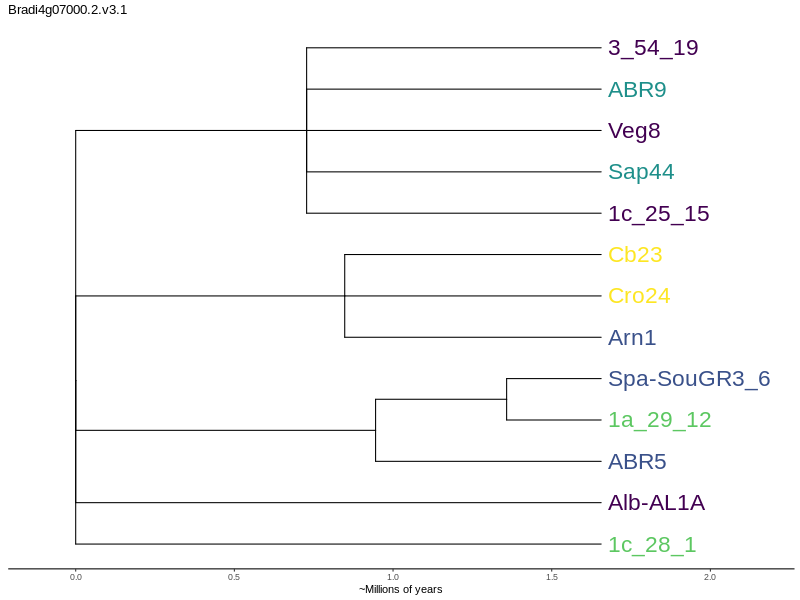 Bradi4g07000.2.v3.1
3_54_19
ABR9
Veg8
Sap44
1c_25_15
Cb23
Cro24
Arn1
Spa-SouGR3_6
1a_29_12
ABR5
Alb-AL1A
1c_28_1
0.0 0.5 1.0 1.5 2.0
~Millions of years